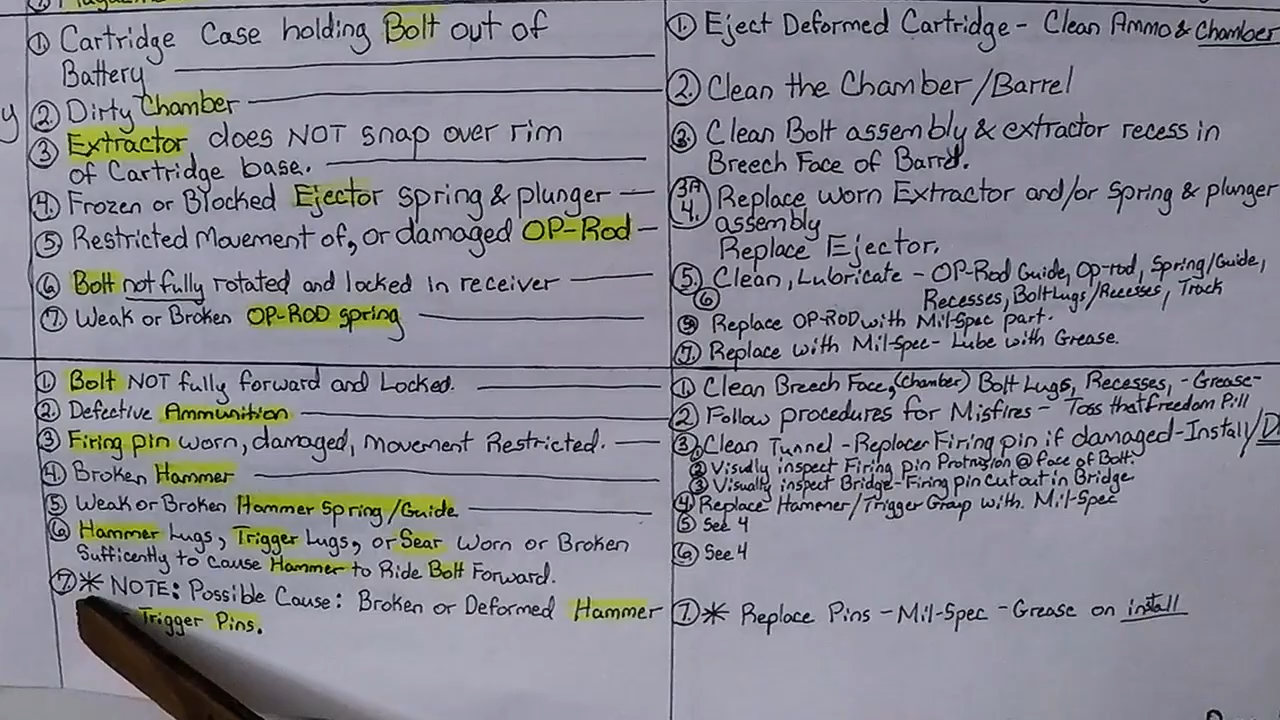 ① Cartridge Case holding Bolt out of
Battery
② Dirty Chamber
③ Extractor does NOT snap over rim
of Cartridge base.
④ Frozen or Blocked Ejector spring & plunger
⑤ Restricted Movement of, or damaged OP-Rod
⑥ Bolt not fully rotated and locked in receiver
⑦ Weak or Broken OP-ROD spring
① Eject Deformed Cartridge - Clean Ammo & Chamber
② Clean the Chamber/Barrel
③ Clean Bolt assembly & extractor recess in
Breech Face of Barrel.
3A 4. Replace worn Extractor and/or Spring & plunger
assembly
Replace Ejector.
⑤ Clean, Lubricate - OP-Rod Guide, Op-rod, Spring/Guide,
⑥ Recesses, Bolt Lugs/Recesses, Track
Replace OP-ROD with Mil-Spec part.
⑦ Replace with Mil-Spec - Lube with Grease.
① Bolt NOT fully forward and Locked.
② Defective Ammunition
③ Firing pin worn, damaged, movement Restricted.
④ Broken Hammer
⑤ Weak or Broken Hammer Spring/Guide
⑥ Hammer Lugs, Trigger Lugs, or Sear Worn or Broken
Sufficently to Cause Hammer to Ride Bolt Forward.
⑦ * NOTE: Possible Cause: Broken or Deformed Hammer
Trigger Pins.
① Clean Breech Face, (chamber) Bolt Lugs, Recesses, - Grease-
② Follow procedures for Misfires - Toss that Freedom Pill
③ Clean Tunnel - Replace Firing pin if damaged - Install/
② Visually inspect Firing pin Protrusion @ face of Bolt.
③ Visually inspect Bridge - Firing pin cutout in Bridge
④ Replace Hammer/Trigger Group with Mil-Spec
⑤ See 4
⑥ See 4
⑦ * Replace Pins - Mil-Spec - Grease on install